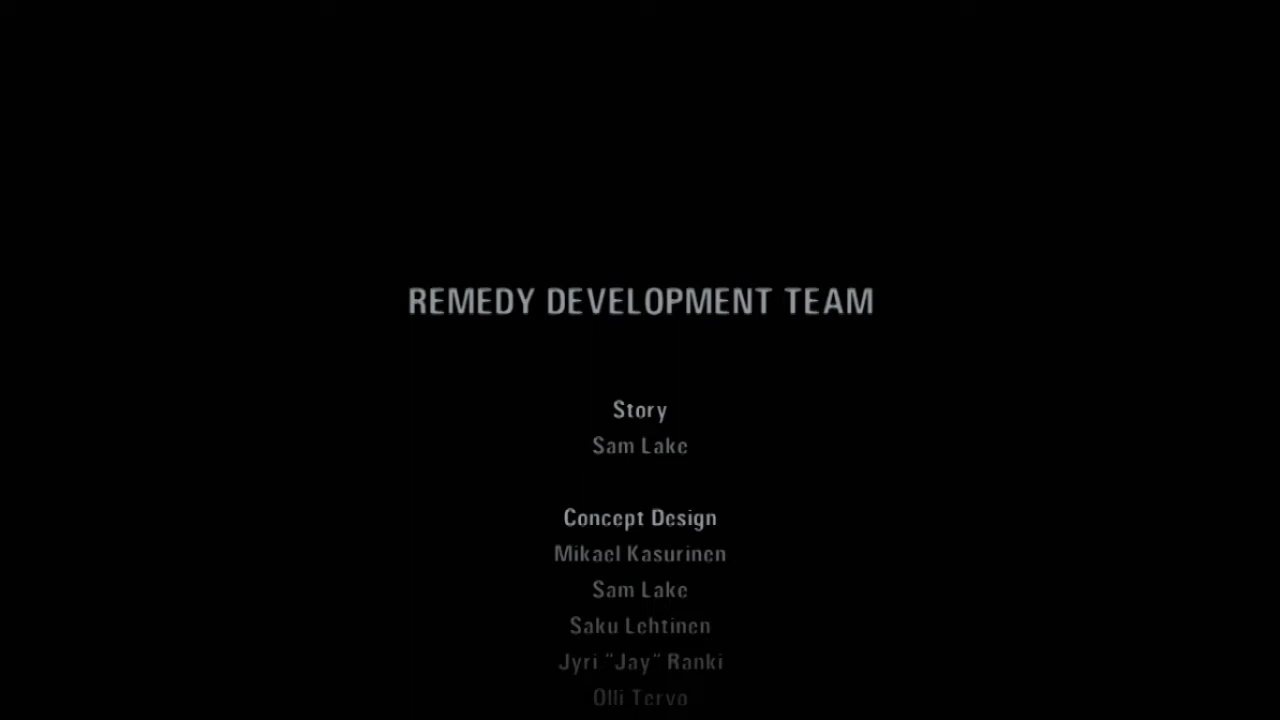 REMEDY DEVELOPMENT TEAM
Story
Sam Lake
Concept Design
Mikael Kasurinen
Sam Lake
Saku Lehtinen
Jyri "Jay" Ranki
Olli Tervo